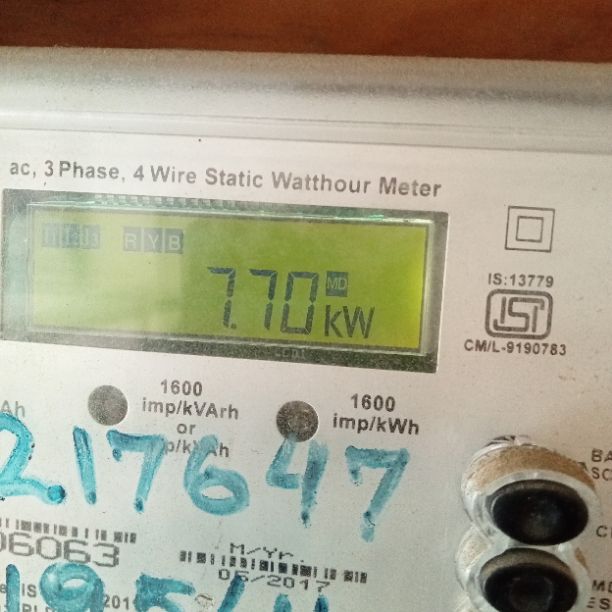 ac, 3 Phase, 4 Wire Static Watthour Meter
R Y B
MD
7.70 kW
IS:13779
ISI
CM/L-9190783
1600
imp/kVArh
or
1600
imp/kWh
217647
06063
M/Yr.
06/2017